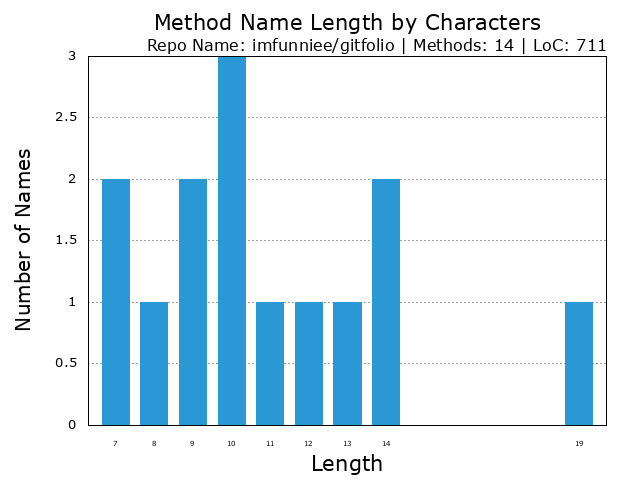 Method Name Length by Characters
Repo Name: imfunniee/gitfolio | Methods: 14 | LoC: 711
3
2.5
2
1.5
1
0.5
0
Number of Names
7 8 9 10 11 12 13 14 19
Length